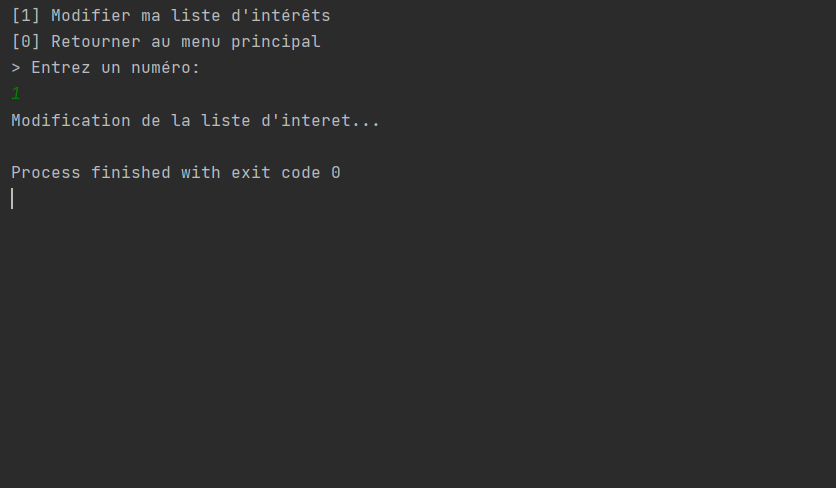 [1] Modifier ma liste d'intérêts
[0] Retourner au menu principal
> Entrez un numéro:
1
Modification de la liste d'interet...
Process finished with exit code 0